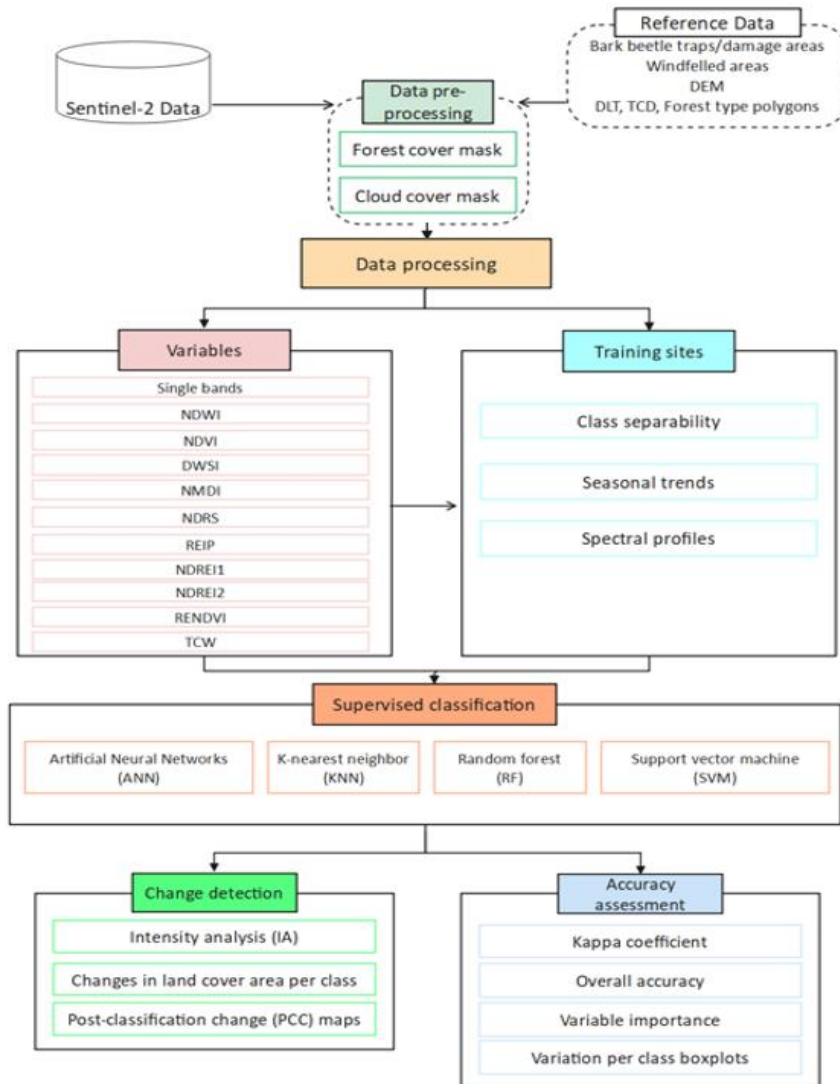 Reference Data
Bark beetle traps/damage areas
Windfelled areas
DEM
DLT, TCD, Forest type polygons
Sentinel-2 Data
Data pre-
processing
Forest cover mask
Cloud cover mask
Data processing
Variables
Single bands
NDWI
NDVI
DWSI
NMDI
NDRS
REIP
NDREI1
NDREI2
RENDVI
TCW
Training sites
Class separability
Seasonal trends
Spectral profiles
Supervised classification
Artificial Neural Networks
(ANN)
K-nearest neighbor
(KNN)
Random forest
(RF)
Support vector machine
(SVM)
Change detection
Intensity analysis (IA)
Changes in land cover area per class
Post-classification change (PCC) maps
Accuracy
assessment
Kappa coefficient
Overall accuracy
Variable importance
Variation per class boxplots